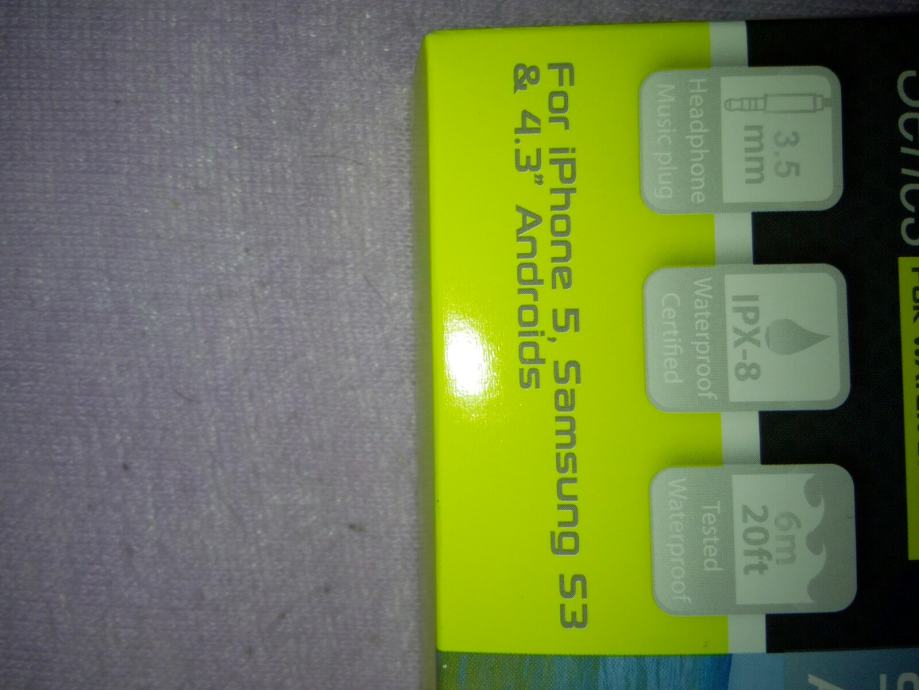 3.5
mm
Headphone
Music plug
IPX-8
Waterproof
Certified
6m
20ft
Tested
Waterproof
For iPhone 5, Samsung S3
& 4.3” Androids